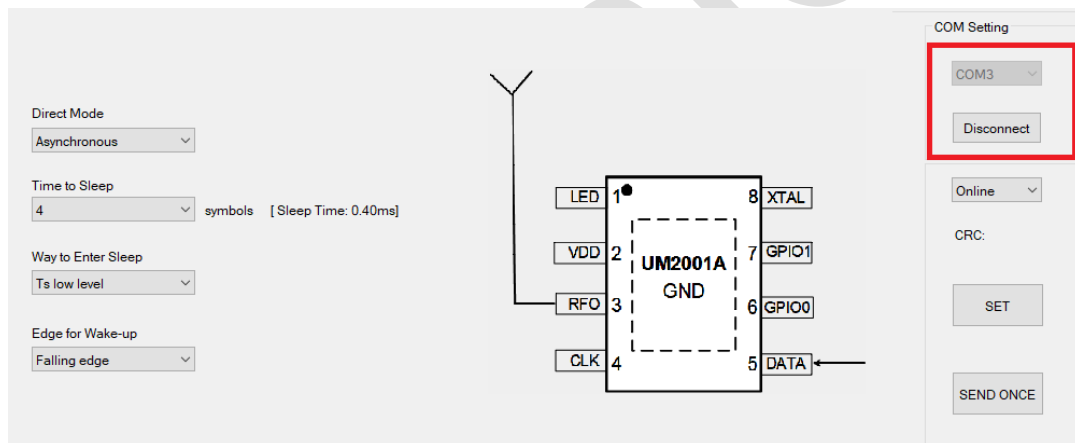 COM Setting
COM3
Disconnect
Direct Mode
Asynchronous
Time to Sleep
4 symbols [ Sleep Time: 0.40ms]
Way to Enter Sleep
Ts low level
Edge for Wake-up
Falling edge
LED 1 8 XTAL
VDD 2 7 GPIO1
UM2001A
GND
RFO 3 6 GPIO0
CLK 4 5 DATA
Online
CRC:
SET
SEND ONCE